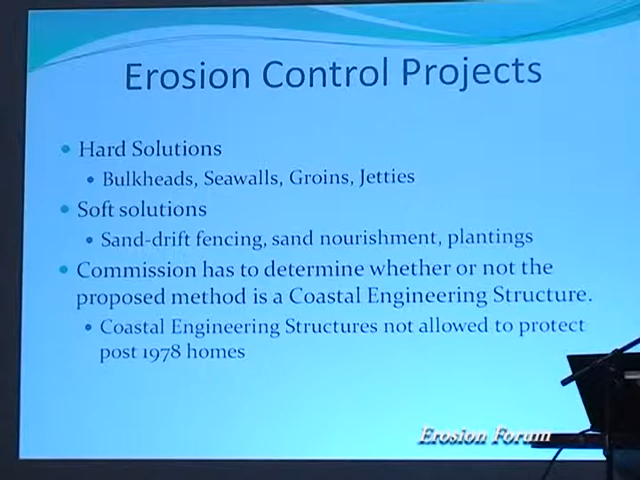 Erosion Control Projects
Hard Solutions
Bulkheads, Seawalls, Groins, Jetties
Soft solutions
Sand-drift fencing, sand nourishment, plantings
Commission has to determine whether or not the
proposed method is a Coastal Engineering Structure.
Coastal Engineering Structures not allowed to protect
post 1978 homes
Erosion Forum